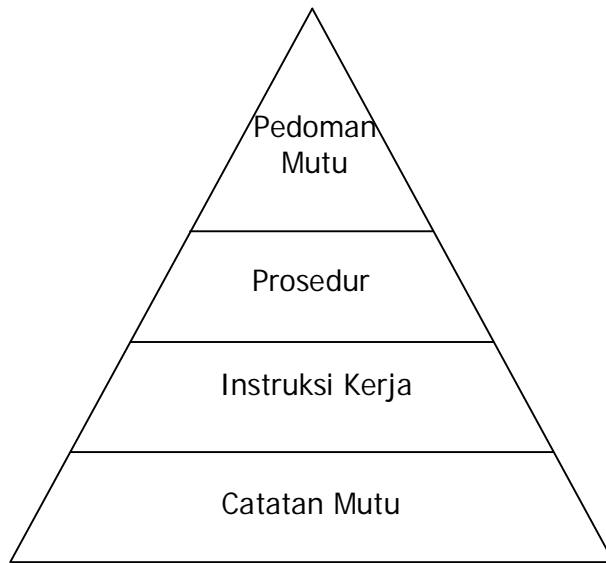 Pedoman
Mutu
Prosedur
Instruksi Kerja
Catatan Mutu